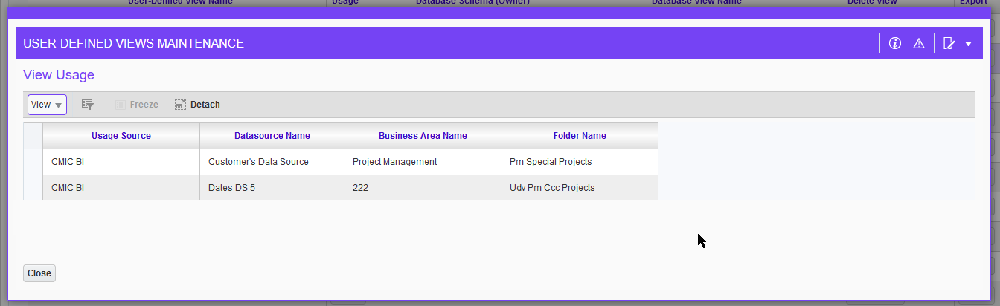 User-Defined View Name Usage Database Schema (Owner) Database View Name Delete View Export
USER-DEFINED VIEWS MAINTENANCE
View Usage
View Freeze Detach
Usage Source Datasource Name Business Area Name Folder Name
CMIC BI Customer's Data Source Project Management Pm Special Projects
CMIC BI Dates DS 5 222 Udv Pm Ccc Projects
Close